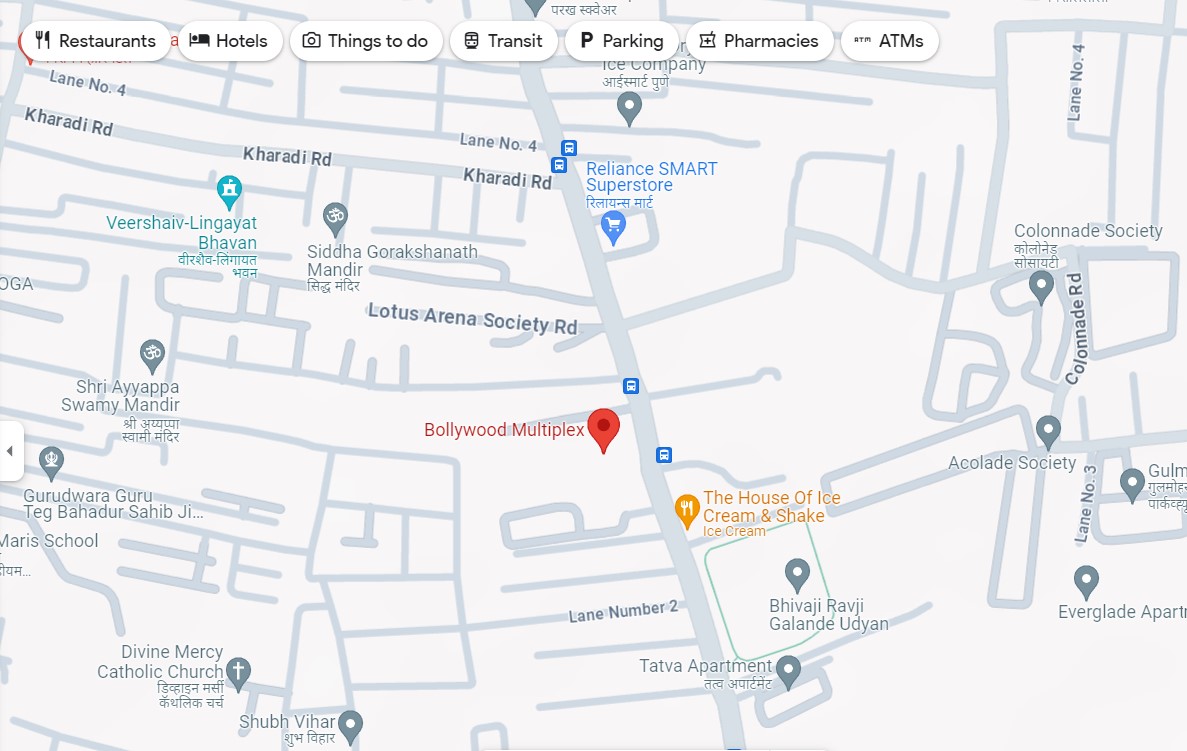 परख स्क्वेअर
Restaurants
Hotels
Things to do
Transit
Parking
Pharmacies
ATM
ATMs
Ice Company
आईस्मार्ट पुणे
Lane No. 4
Lane No. 4
Kharadi Rd
Kharadi Rd
Lane No. 4
Kharadi Rd
Reliance SMART
Superstore
रिलायन्स मार्ट
Veershaiv-Lingayat
Bhavan
वीरशैव-लिंगायत
भवन
Siddha Gorakshanath
Mandir
सिद्ध मंदिर
Colonnade Society
कोलोनेड
सोसायटी
OGA
Lotus Arena Society Rd
Colonnade Rd
Shri Ayyappa
Swamy Mandir
श्री अय्यप्पा
स्वामी मंदिर
Bollywood Multiplex
Acolade Society
Lane No. 3
Gulm
गुलमोहर
पार्कव्ह्यू
Gurudwara Guru
Teg Bahadur Sahib Ji...
The House Of Ice
Cream & Shake
Ice Cream
Maris School
Bhivaji Ravji
Galande Udyan
Lane Number 2
Everglade Apartr
Divine Mercy
Catholic Church
डिव्हाइन मर्सी
कॅथलिक चर्च
Tatva Apartment
तत्व अपार्टमेंट
Shubh Vihar
शुभ विहार